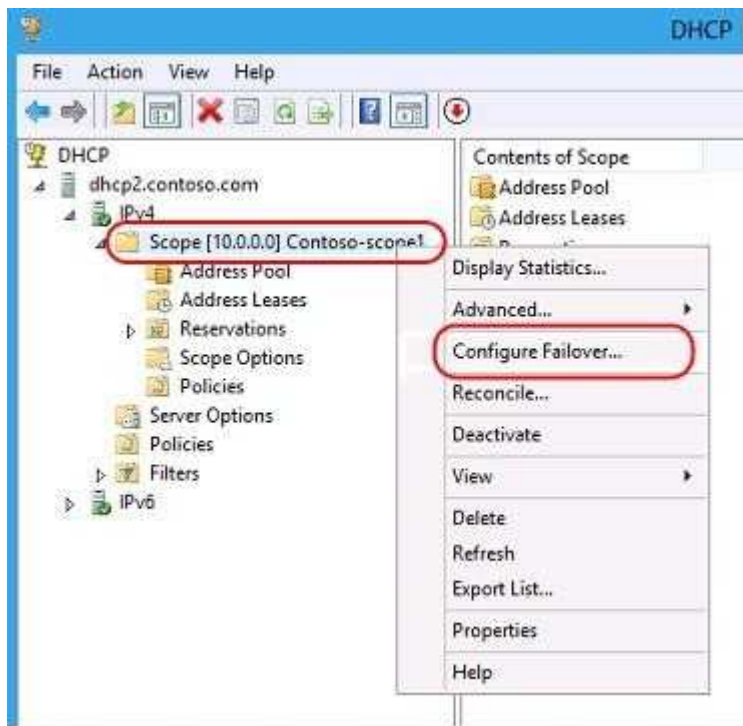 DHCP
File Action View Help
DHCP
dhcp2.contoso.com
IPv4
Scope [10.0.0.0] Contoso-scope1
Address Pool
Address Leases
Reservations
Scope Options
Policies
Server Options
Policies
Filters
IPv6
Contents of Scope
Address Pool
Address Leases
Display Statistics...
Advanced...
Configure Failover...
Reconcile...
Deactivate
View
Delete
Refresh
Export List...
Properties
Help